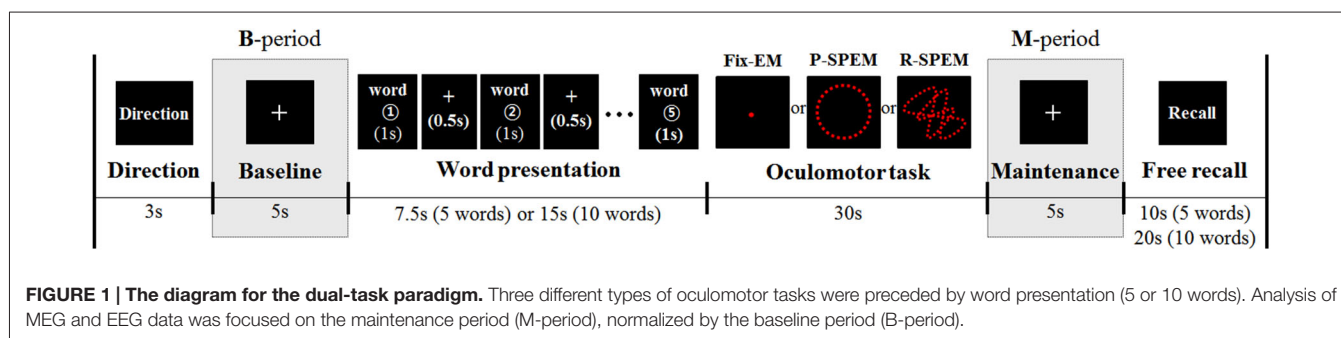 B-period
M-period
Fix-EM
P-SPEM
R-SPEM
Direction
+
word
①
(1s)
+
(0.5s)
word
②
(1s)
+
(0.5s)
•••
word
⑤
(1s)
or
or
+
Recall
Direction
Baseline
Word presentation
Oculomotor task
Maintenance
Free recall
3s
5s
7.5s (5 words) or 15s (10 words)
30s
5s
10s (5 words)
20s (10 words)
FIGURE 1 | The diagram for the dual-task paradigm. Three different types of oculomotor tasks were preceded by word presentation (5 or 10 words). Analysis of
MEG and EEG data was focused on the maintenance period (M-period), normalized by the baseline period (B-period).